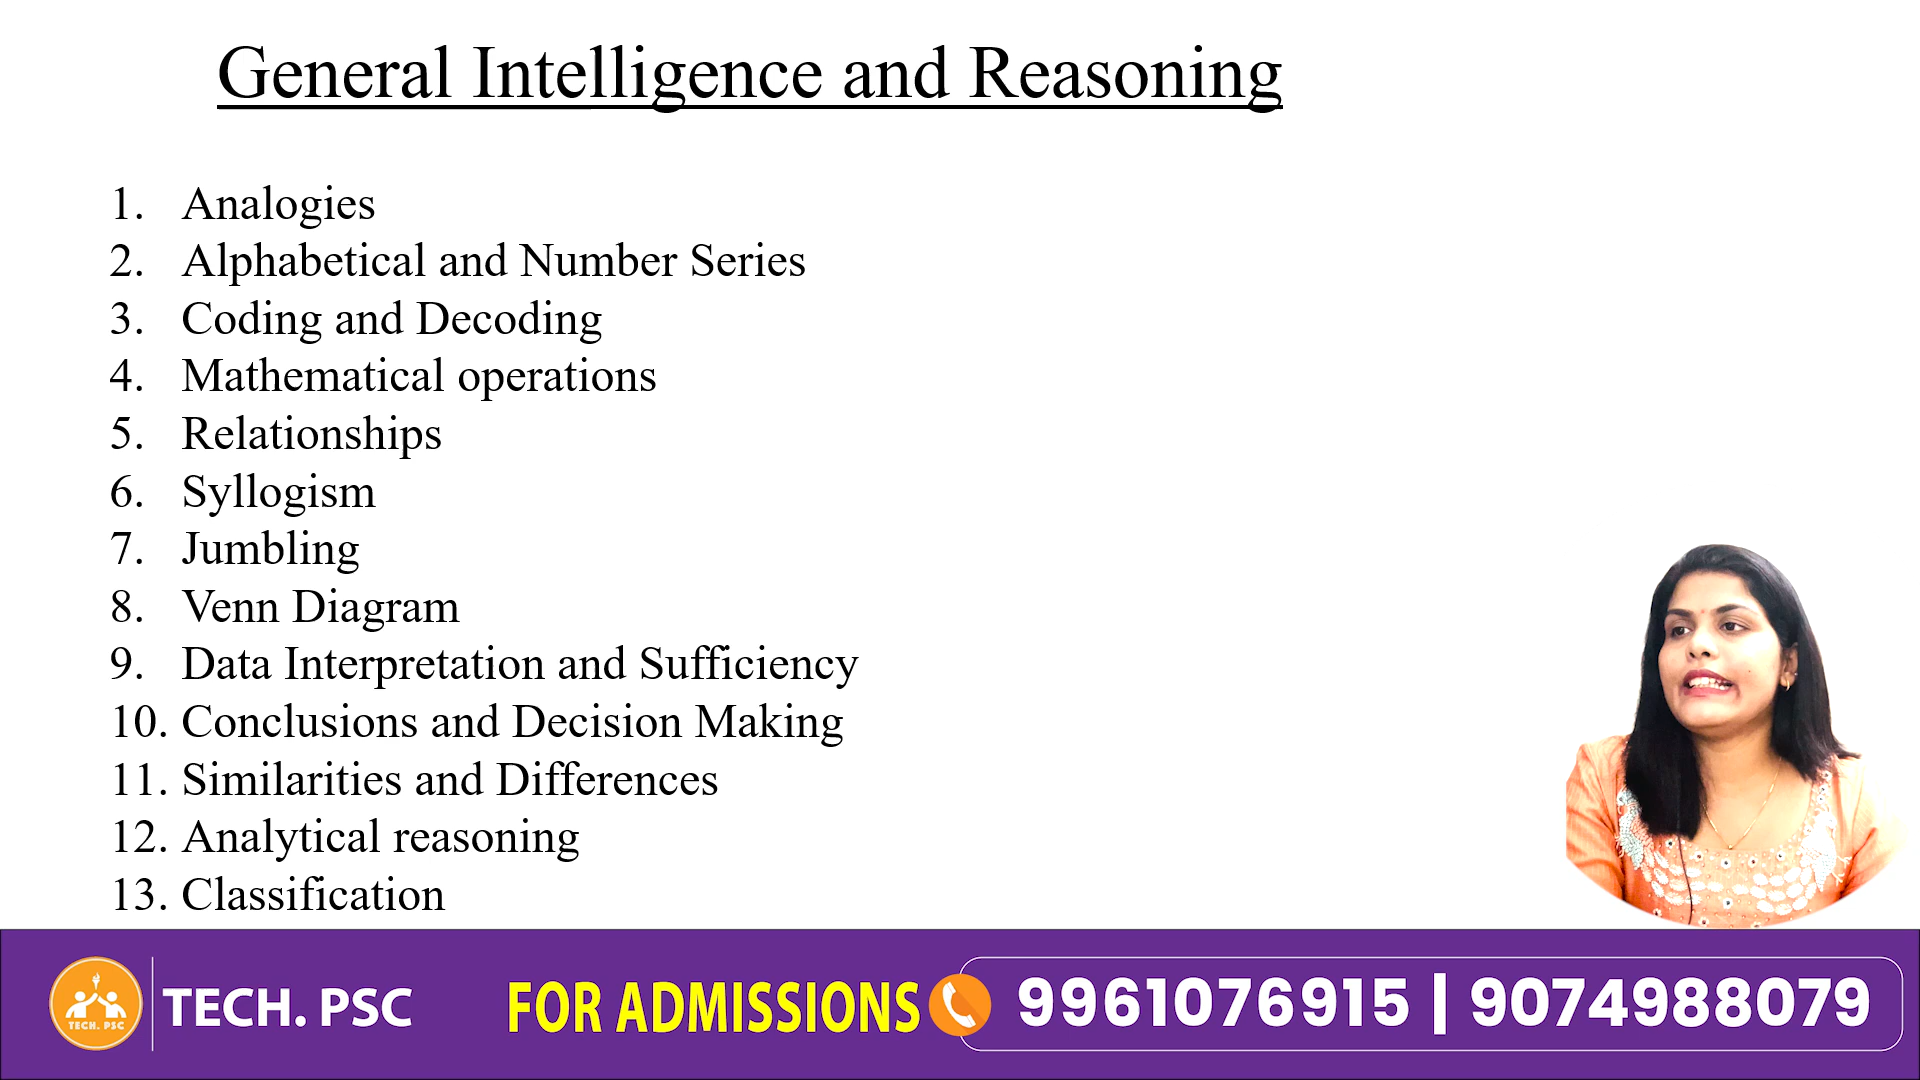 General Intelligence and Reasoning
1. Analogies
2. Alphabetical and Number Series
3. Coding and Decoding
4. Mathematical operations
5. Relationships
6. Syllogism
7. Jumbling
8. Venn Diagram
9. Data Interpretation and Sufficiency
10. Conclusions and Decision Making
11. Similarities and Differences
12. Analytical reasoning
13. Classification
TECH. PSC
TECH. PSC
FOR ADMISSIONS
9961076915 | 9074988079